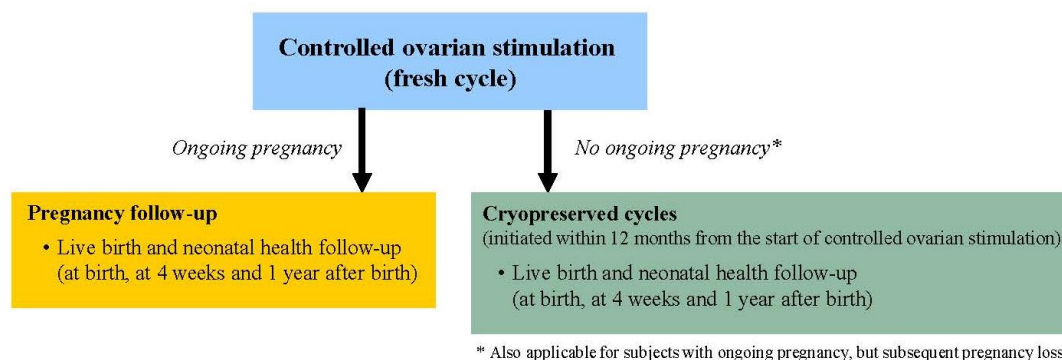 Controlled ovarian stimulation
(fresh cycle)
Ongoing pregnancy
No ongoing pregnancy*
Pregnancy follow-up
• Live birth and neonatal health follow-up
(at birth, at 4 weeks and 1 year after birth)
Cryopreserved cycles
(initiated within 12 months from the start of controlled ovarian stimulation)
• Live birth and neonatal health follow-up
(at birth, at 4 weeks and 1 year after birth)
* Also applicable for subjects with ongoing pregnancy, but subsequent pregnancy loss